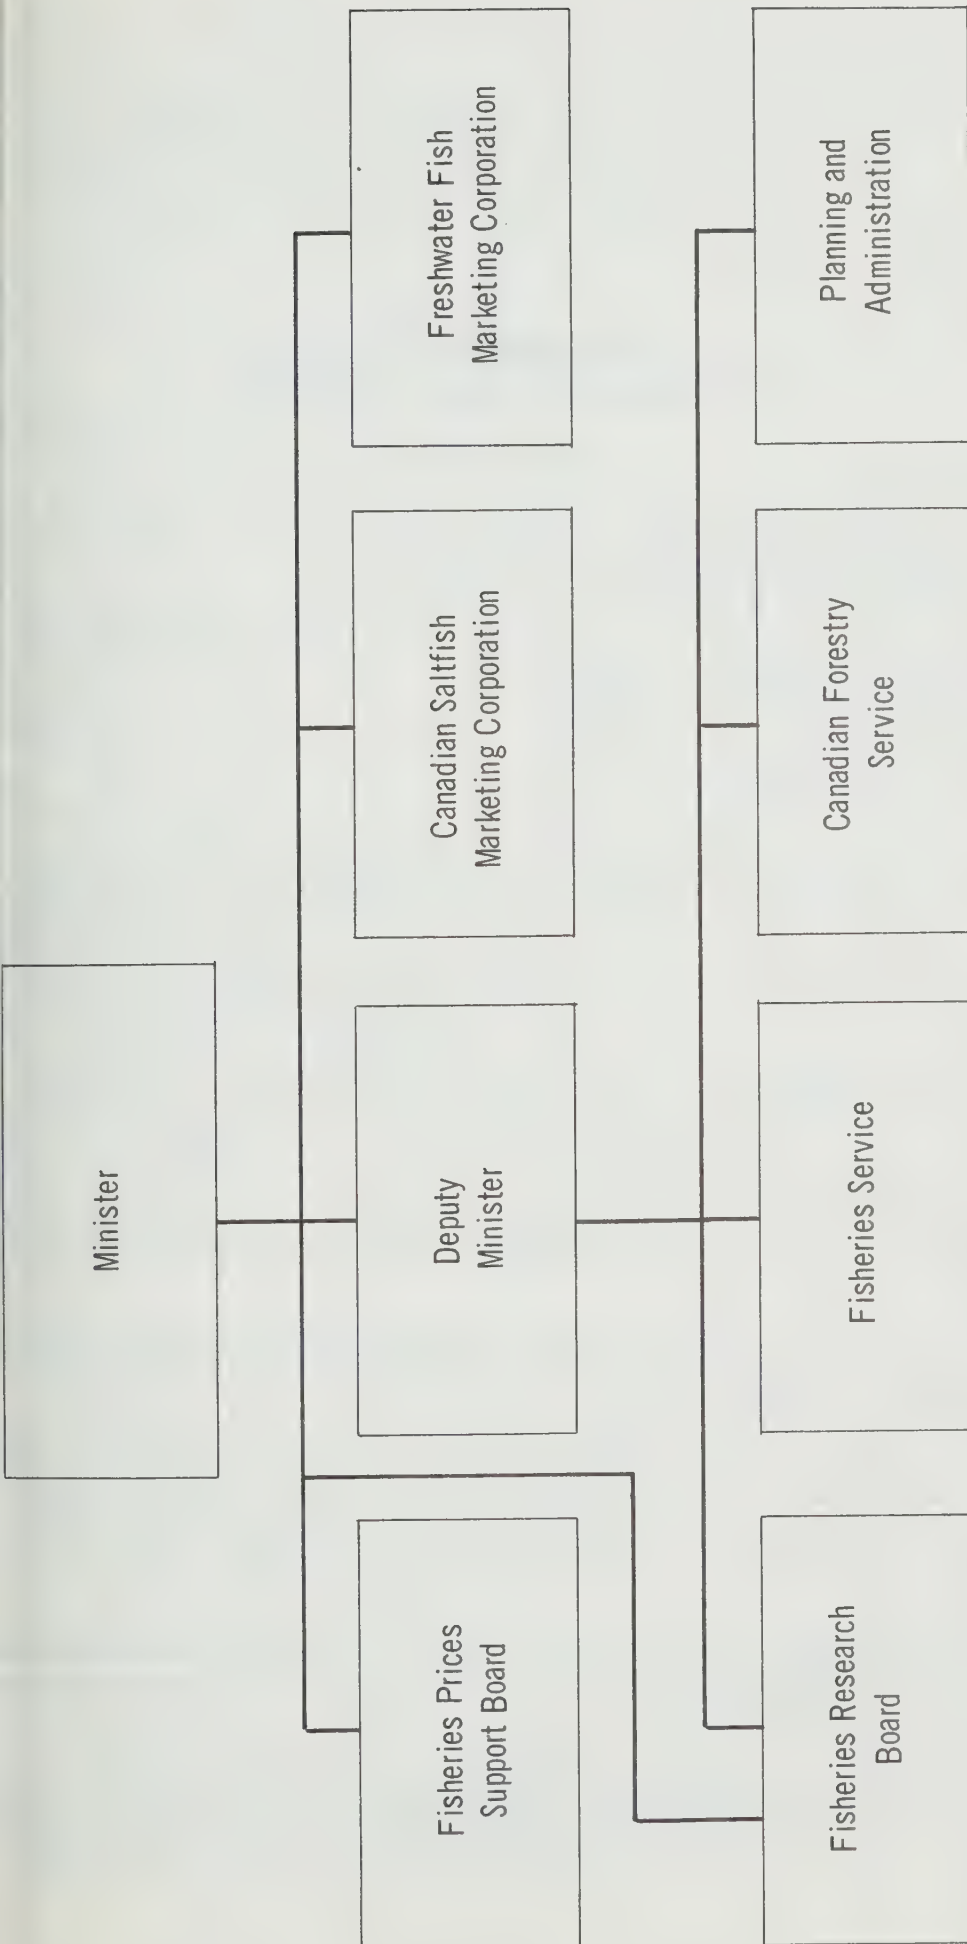 Minister
Fisheries Prices
Support Board
Deputy
Minister
Canadian Saltfish
Marketing Corporation
Freshwater Fish
Marketing Corporation
Fisheries Research
Board
Fisheries Service
Canadian Forestry
Service
Planning and
Administration